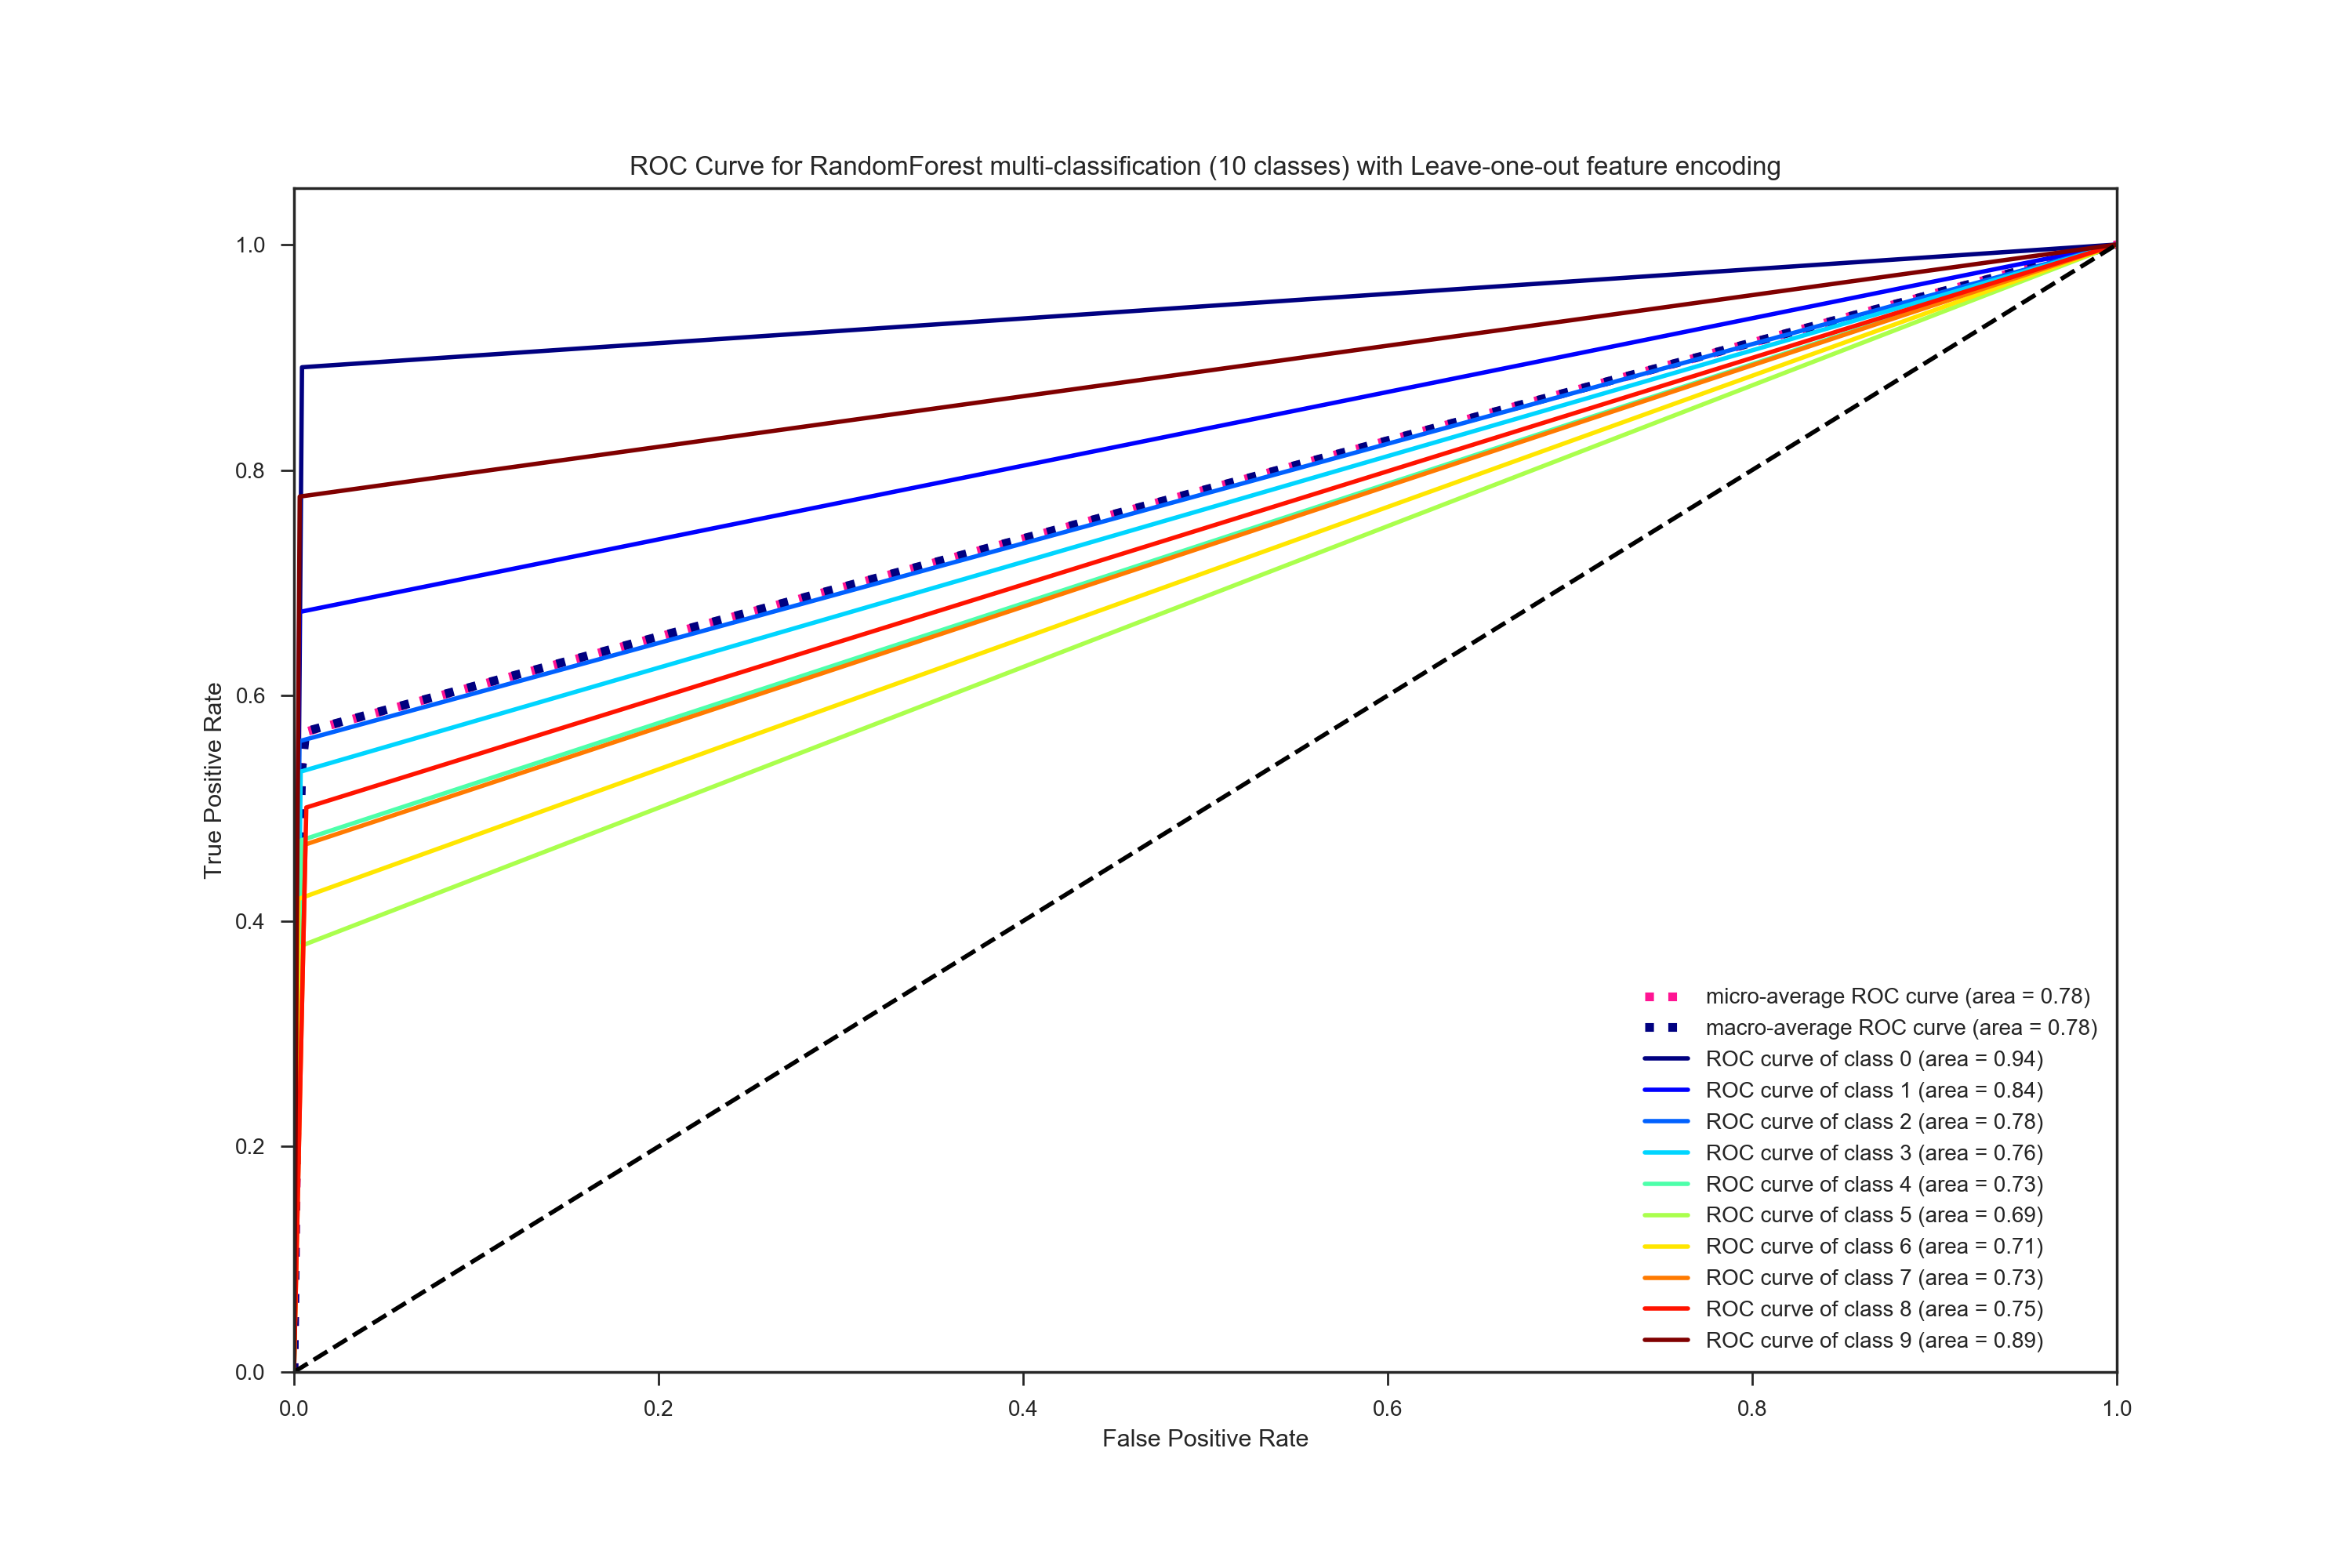 ROC Curve for RandomForest multi-classification (10 classes) with Leave-one-out feature encoding
1.0
0.8
0.6
0.4
0.2
0.0
True Positive Rate
0.0 0.2 0.4 0.6 0.8 1.0
False Positive Rate
micro-average ROC curve (area = 0.78)
macro-average ROC curve (area = 0.78)
ROC curve of class 0 (area = 0.94)
ROC curve of class 1 (area = 0.84)
ROC curve of class 2 (area = 0.78)
ROC curve of class 3 (area = 0.76)
ROC curve of class 4 (area = 0.73)
ROC curve of class 5 (area = 0.69)
ROC curve of class 6 (area = 0.71)
ROC curve of class 7 (area = 0.73)
ROC curve of class 8 (area = 0.75)
ROC curve of class 9 (area = 0.89)